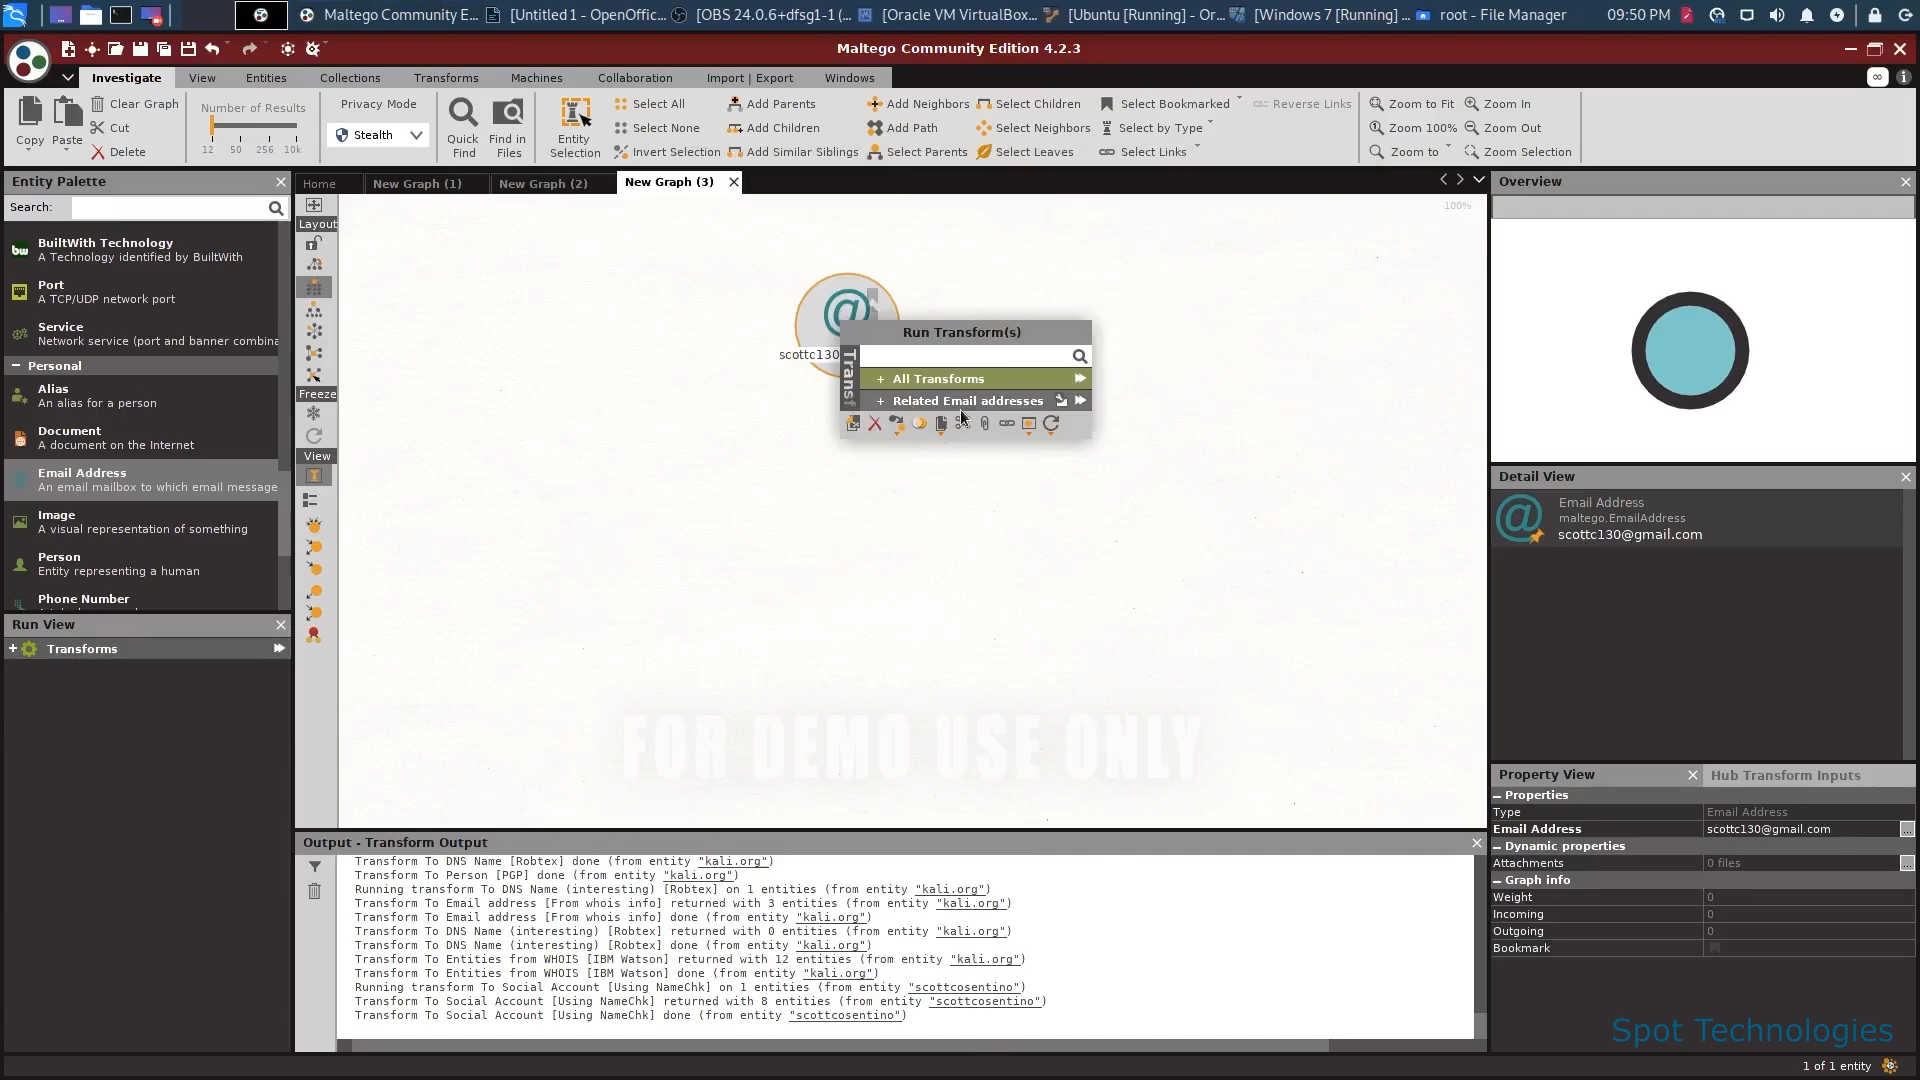 Maltego Community E...
[Untitled 1 - OpenOffic...
[OBS 24.0.6+dfsg1-1 (...
[Oracle VM VirtualBox...
[Ubuntu [Running] - Or...
[Windows 7 [Running] ...
root - File Manager
09:50 PM
Maltego Community Edition 4.2.3
Investigate
View
Entities
Collections
Transforms
Machines
Collaboration
Import | Export
Windows
Copy
Paste
Clear Graph
Cut
Delete
Number of Results
12 50 256 10k
Privacy Mode
Stealth
Quick
Find
Find in
Files
Entity
Selection
Select All
Select None
Invert Selection
Add Parents
Add Children
Add Similar Siblings
Add Neighbors
Add Path
Select Parents
Select Children
Select Neighbors
Select Leaves
Select Bookmarked
Select by Type
Select Links
Reverse Links
Zoom to Fit
Zoom 100%
Zoom to
Zoom In
Zoom Out
Zoom Selection
Entity Palette
Search:
BuiltWith Technology
A Technology identified by BuiltWith
Port
A TCP/UDP network port
Service
Network service (port and banner combina
Personal
Alias
An alias for a person
Document
A document on the Internet
Email Address
An email mailbox to which email message
Image
A visual representation of something
Person
Entity representing a human
Phone Number
Run View
Transforms
Home
New Graph (1)
New Graph (2)
New Graph (3)
Layout
Freeze
View
100%
scottc130
Run Transform(s)
Transf
+ All Transforms
+ Related Email addresses
FOR DEMO USE ONLY
Output - Transform Output
Transform To DNS Name [Robtex] done (from entity "kali.org")
Transform To Person [PGP] done (from entity "kali.org")
Running transform To DNS Name (interesting) [Robtex] on 1 entities (from entity "kali.org")
Transform To Email address [From whois info] returned with 3 entities (from entity "kali.org")
Transform To Email address [From whois info] done (from entity "kali.org")
Transform To DNS Name (interesting) [Robtex] returned with 0 entities (from entity "kali.org")
Transform To DNS Name (interesting) [Robtex] done (from entity "kali.org")
Transform To Entities from WHOIS [IBM Watson] returned with 12 entities (from entity "kali.org")
Transform To Entities from WHOIS [IBM Watson] done (from entity "kali.org")
Running transform To Social Account [Using NameChk] on 1 entities (from entity "scottcosentino")
Transform To Social Account [Using NameChk] returned with 8 entities (from entity "scottcosentino")
Transform To Social Account [Using NameChk] done (from entity "scottcosentino")
Overview
Detail View
Email Address
maltego.EmailAddress
scottc130@gmail.com
Property View
Hub Transform Inputs
Properties
Type Email Address
Email Address scottc130@gmail.com
Dynamic properties
Attachments 0 files
Graph info
Weight 0
Incoming 0
Outgoing 0
Bookmark
Spot Technologies
1 of 1 entity